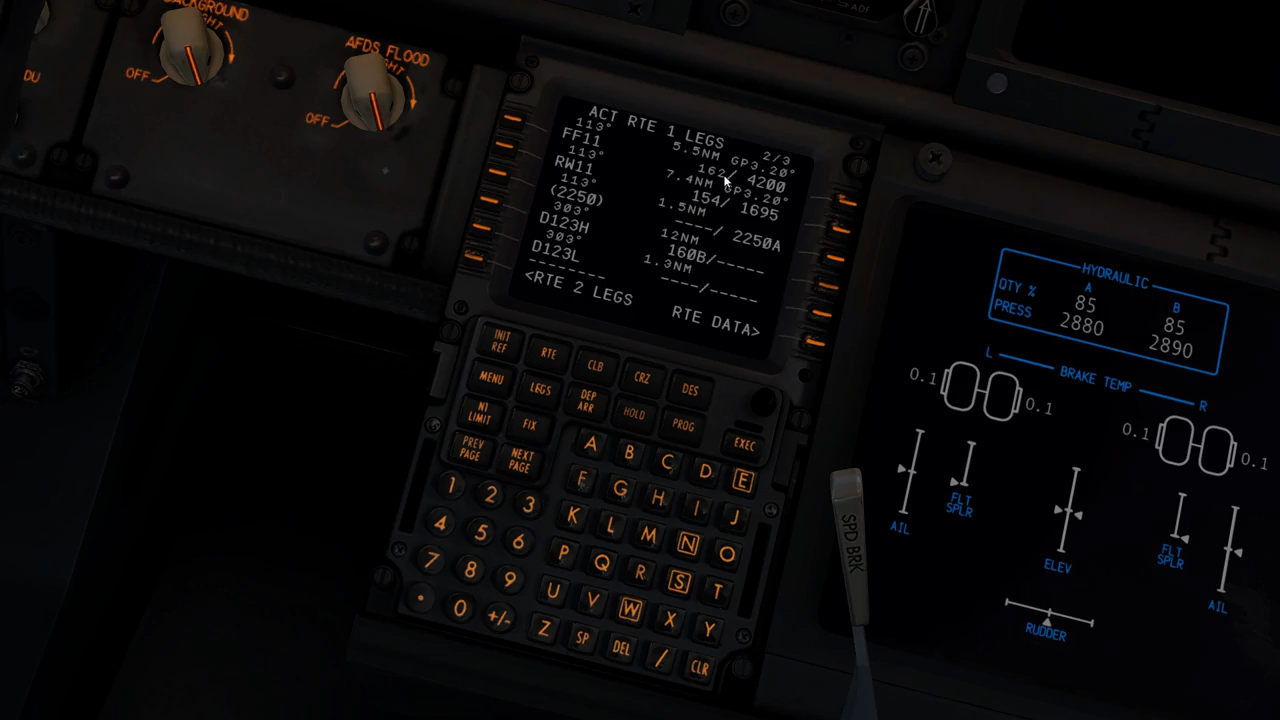 BACKGROUND
OFF
DU
AFDS FLOOD
OFF
ACT RTE 1 LEGS 2/3
113° 5.5NM GP3.20°
FF11 162/ 4200
113° 7.4NM GP3.20°
RW11 154/ 1695
113° 1.5NM
(2250) ----/ 2250A
303° 12NM
D123H 160B/-----
303° 1.3NM
D123L ----/-----
---------
<RTE 2 LEGS
RTE DATA>
INIT REF RTE CLB CRZ DES
MENU LEGS DEP ARR HOLD PROG
N1 LIMIT FIX EXEC
PREV PAGE NEXT PAGE
A B C D E
1 2 3 F G H I J
4 5 6 K L M N O
7 8 9 P Q R S T
. 0 +/- U V W X Y
Z SP DEL / CLR
HYDRAULIC
A B
QTY % 85 85
PRESS 2880 2890
L BRAKE TEMP R
0.1 0.1 0.1 0.1
AIL
FLT SPLR
ELEV
FLT SPLR
AIL
RUDDER
SPD BRK